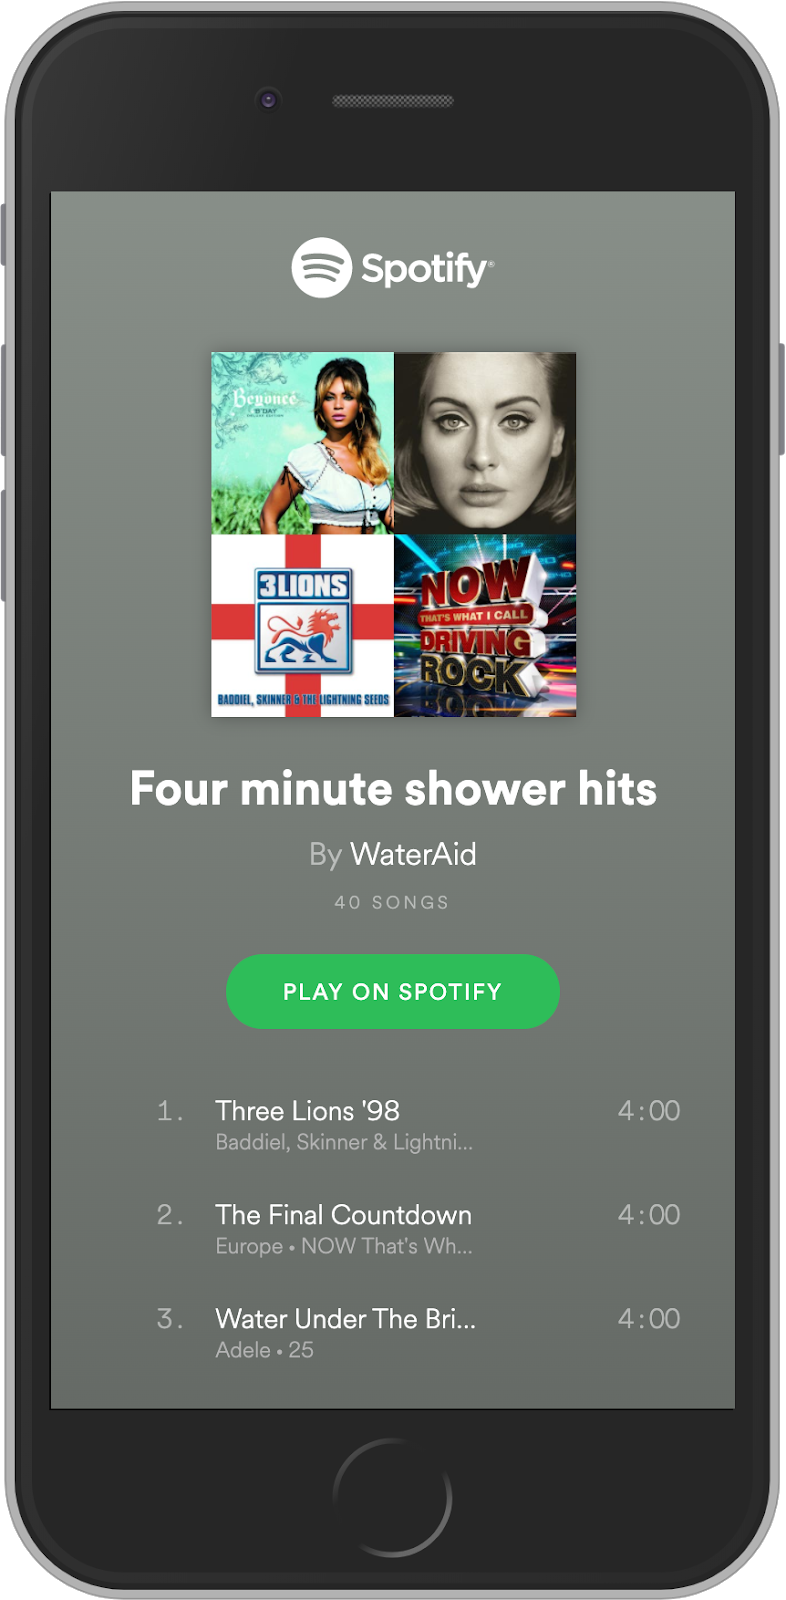 Spotify®
Beyoncé
B'DAY
DELUXE EDITION
3LIONS
BADDIEL, SKINNER & THE LIGHTNING SEEDS
NOW
THAT'S WHAT I CALL
DRIVING
ROCK
Four minute shower hits
By WaterAid
40 SONGS
PLAY ON SPOTIFY
1. Three Lions '98 4:00
Baddiel, Skinner & Lightni...
2. The Final Countdown 4:00
Europe • NOW That's Wh...
3. Water Under The Bri... 4:00
Adele • 25